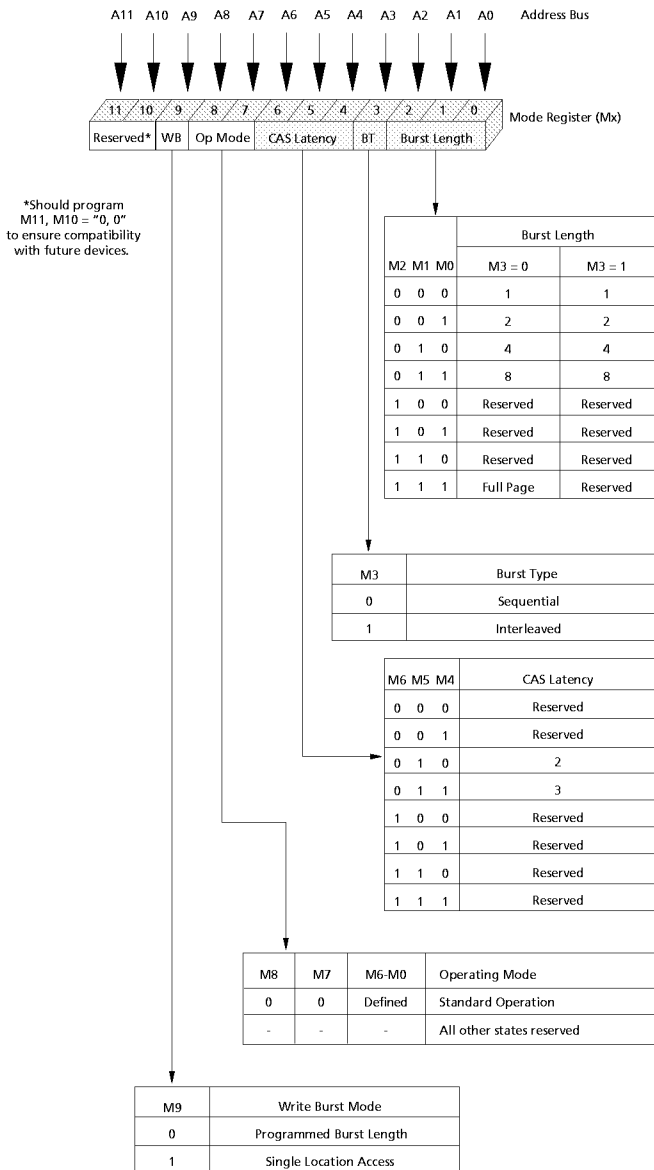 A11 A10 A9 A8 A7 A6 A5 A4 A3 A2 A1 A0 Address Bus
11 10 9 8 7 6 5 4 3 2 1 0
Mode Register (Mx)
Reserved* WB Op Mode CAS Latency BT Burst Length
*Should program
M11, M10 = “0, 0”
to ensure compatibility
with future devices.
Burst Length
M2 M1 M0 M3 = 0 M3 = 1
0 0 0 1 1
0 0 1 2 2
0 1 0 4 4
0 1 1 8 8
1 0 0 Reserved Reserved
1 0 1 Reserved Reserved
1 1 0 Reserved Reserved
1 1 1 Full Page Reserved
M3 Burst Type
0 Sequential
1 Interleaved
M6 M5 M4 CAS Latency
0 0 0 Reserved
0 0 1 Reserved
0 1 0 2
0 1 1 3
1 0 0 Reserved
1 0 1 Reserved
1 1 0 Reserved
1 1 1 Reserved
M8 M7 M6-M0 Operating Mode
0 0 Defined Standard Operation
- - - All other states reserved
M9 Write Burst Mode
0 Programmed Burst Length
1 Single Location Access